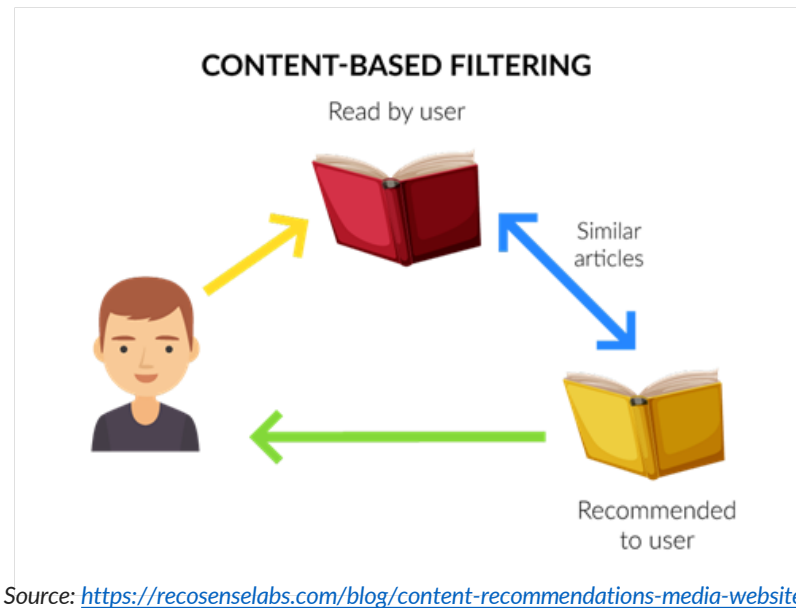 CONTENT-BASED FILTERING
Read by user
Similar
articles
Recommended
to user
Source: https://recosenselabs.com/blog/content-recommendations-media-website